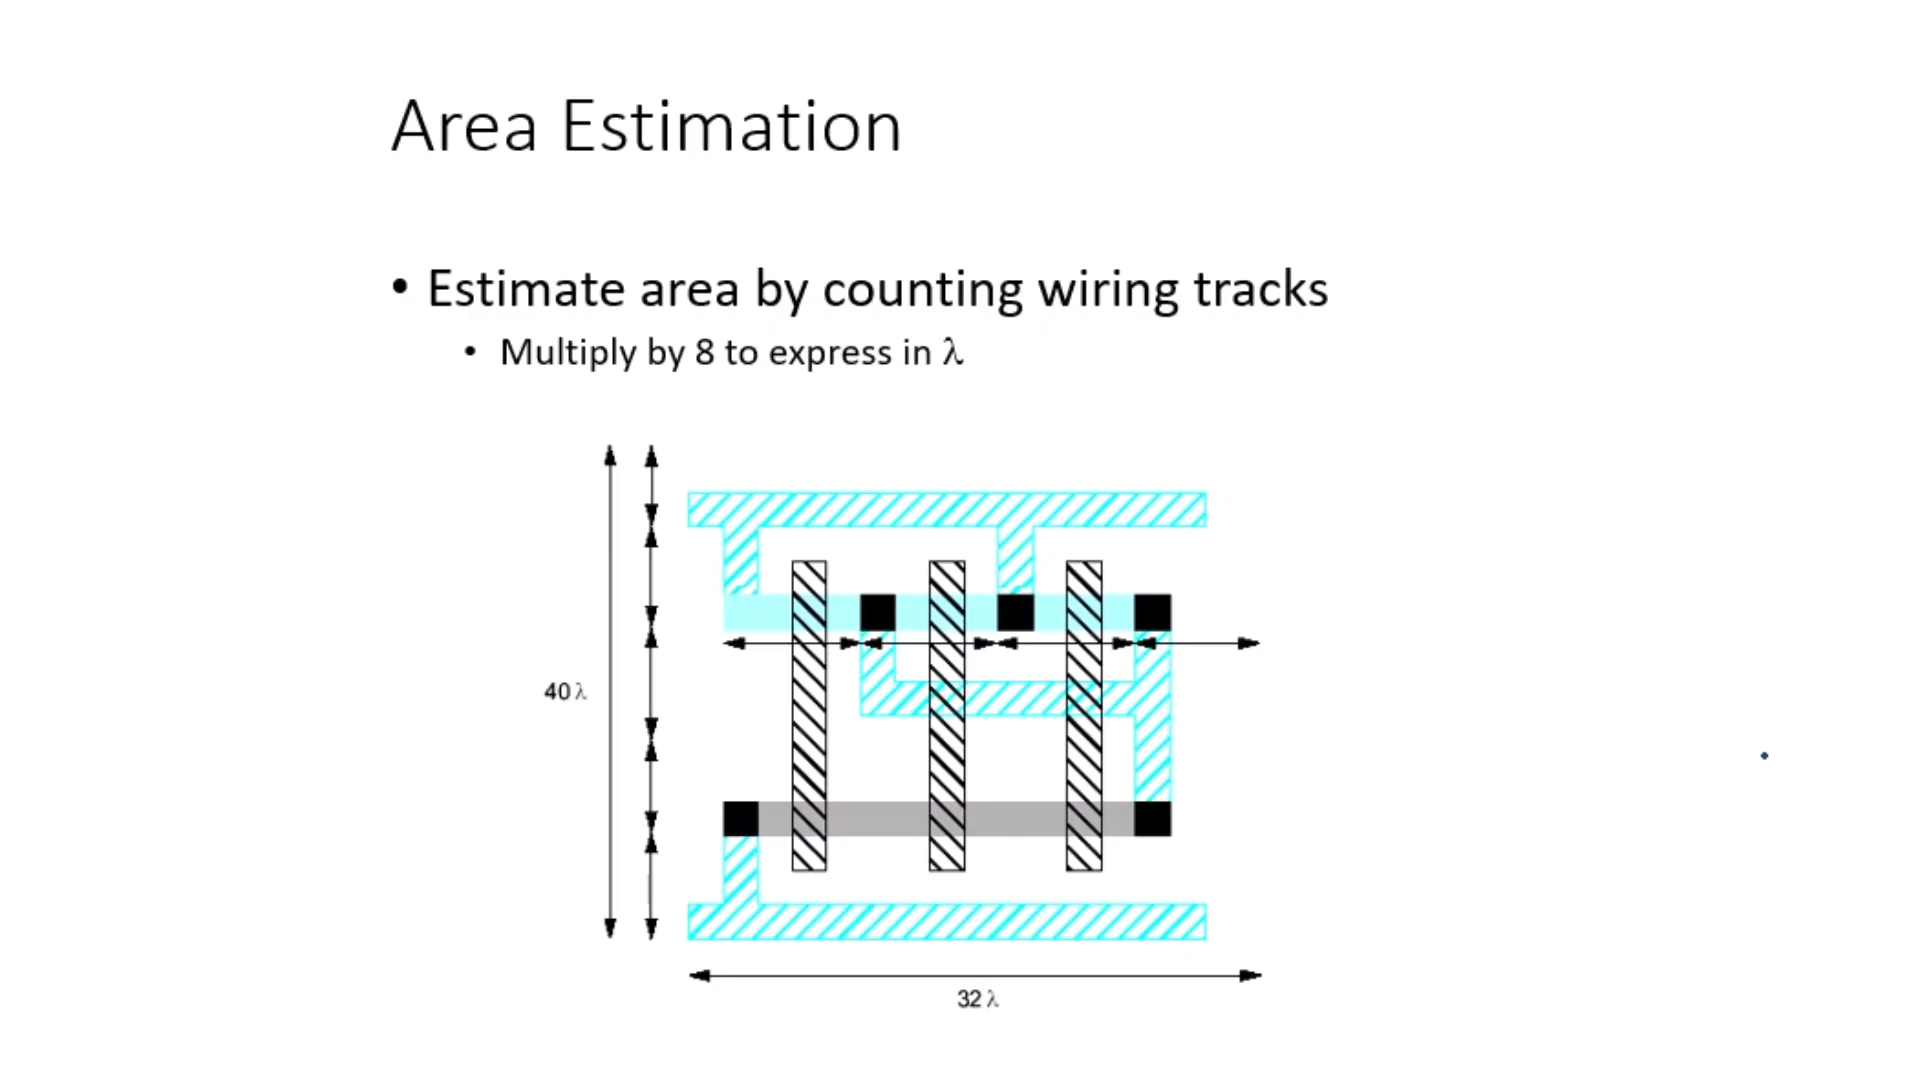 Area Estimation
• Estimate area by counting wiring tracks
• Multiply by 8 to express in λ
40 λ
32 λ